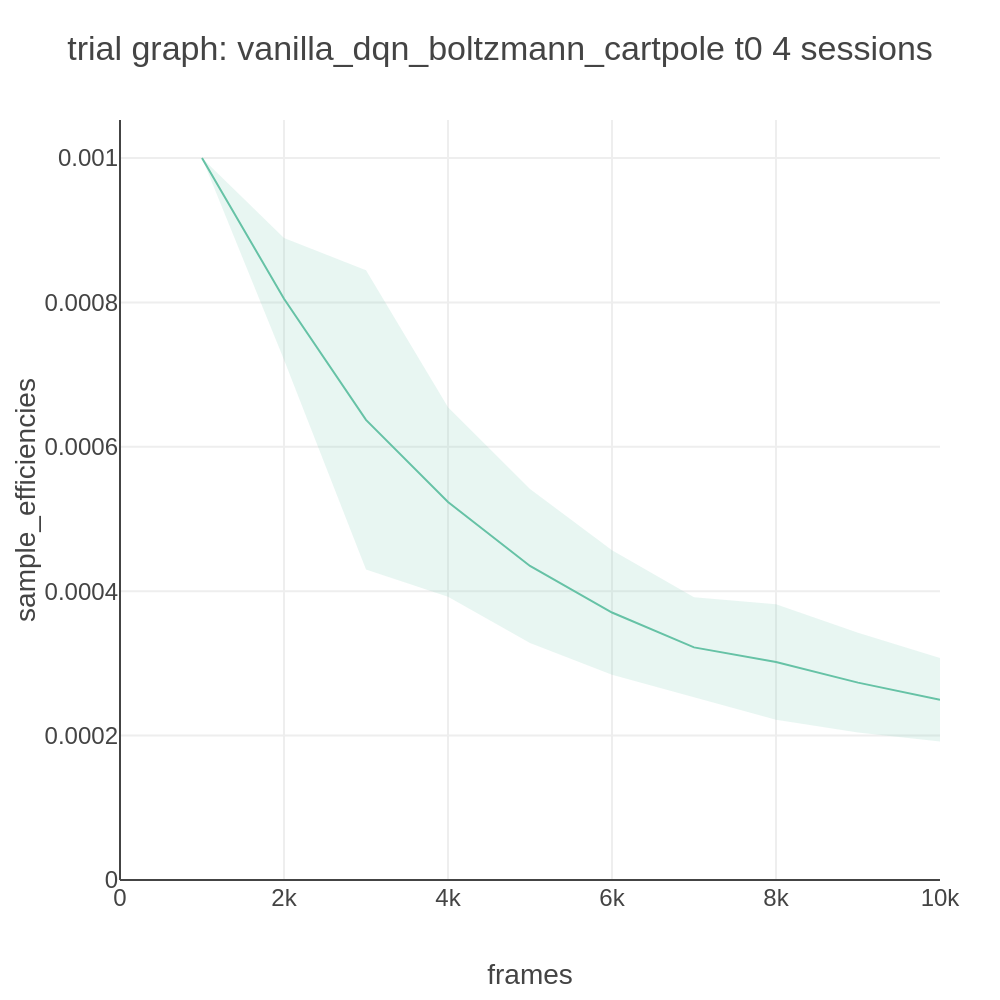 trial graph: vanilla_dqn_boltzmann_cartpole t0 4 sessions
0.001
0.0008
0.0006
0.0004
0.0002
0
sample_efficiencies
0 2k 4k 6k 8k 10k
frames